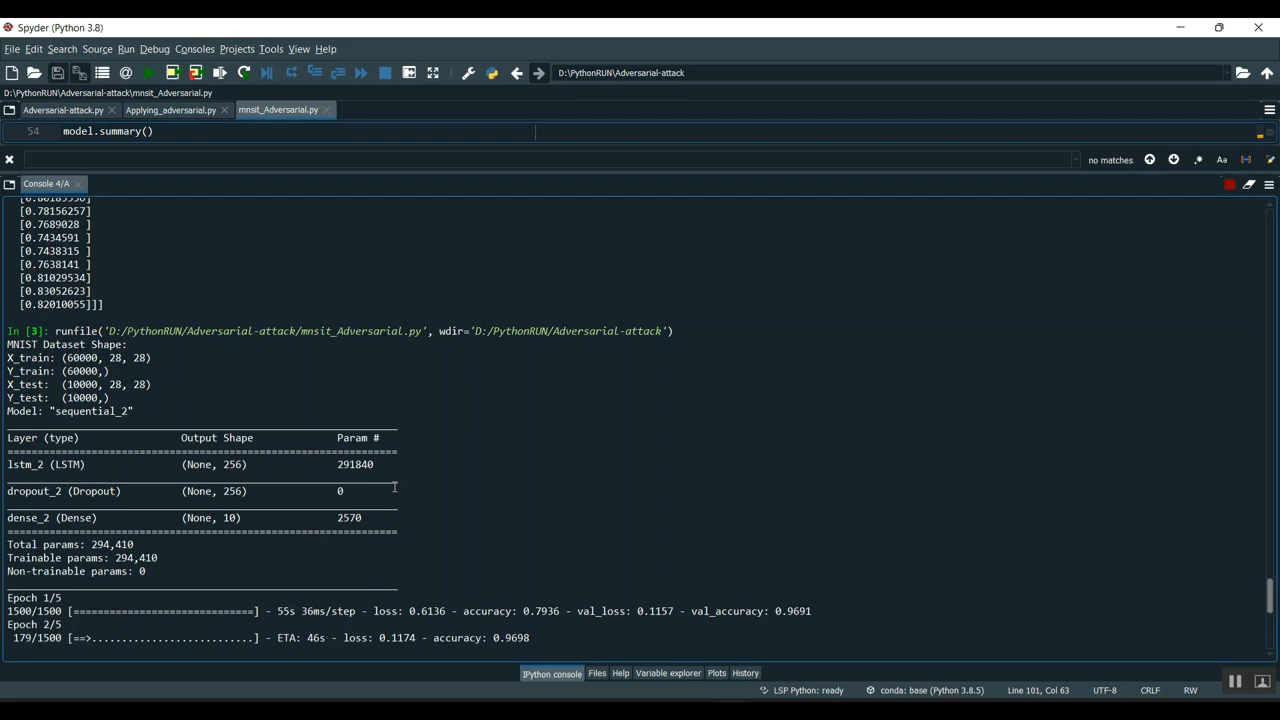 Spyder (Python 3.8)
File Edit Search Source Run Debug Consoles Projects Tools View Help
D:\PythonRUN\Adversarial-attack
D:\PythonRUN\Adversarial-attack\mnsit_Adversarial.py
Adversarial-attack.py Applying_adversarial.py mnsit_Adversarial.py
54 model.summary()
no matches .* Aa
Console 4/A
[0.78156257]
[0.7689028 ]
[0.7434591 ]
[0.7438315 ]
[0.7638141 ]
[0.81029534]
[0.83052623]
[0.82010055]]]
In [3]: runfile('D:/PythonRUN/Adversarial-attack/mnsit_Adversarial.py', wdir='D:/PythonRUN/Adversarial-attack')
MNIST Dataset Shape:
X_train: (60000, 28, 28)
Y_train: (60000,)
X_test:  (10000, 28, 28)
Y_test:  (10000,)
Model: "sequential_2"
Layer (type) Output Shape Param #
=================================================================
lstm_2 (LSTM) (None, 256) 291840
dropout_2 (Dropout) (None, 256) 0
dense_2 (Dense) (None, 10) 2570
=================================================================
Total params: 294,410
Trainable params: 294,410
Non-trainable params: 0
Epoch 1/5
1500/1500 [==============================] - 55s 36ms/step - loss: 0.6136 - accuracy: 0.7936 - val_loss: 0.1157 - val_accuracy: 0.9691
Epoch 2/5
179/1500 [==>...........................] - ETA: 46s - loss: 0.1174 - accuracy: 0.9698
IPython console Files Help Variable explorer Plots History
LSP Python: ready conda: base (Python 3.8.5) Line 101, Col 63 UTF-8 CRLF RW